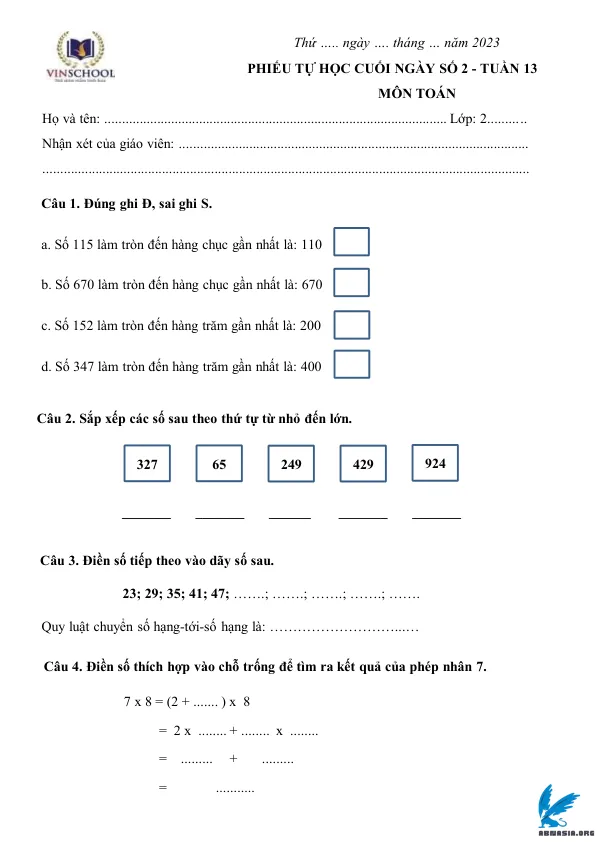 VINSCHOOL
Thứ ….. ngày …. tháng … năm 2023
PHIẾU TỰ HỌC CUỐI NGÀY SỐ 2 - TUẦN 13
MÔN TOÁN
Họ và tên: ............................................................................................... Lớp: 2...........
Nhận xét của giáo viên: .................................................................................................
.......................................................................................................................................
Câu 1. Đúng ghi Đ, sai ghi S.
a. Số 115 làm tròn đến hàng chục gần nhất là: 110
b. Số 670 làm tròn đến hàng chục gần nhất là: 670
c. Số 152 làm tròn đến hàng trăm gần nhất là: 200
d. Số 347 làm tròn đến hàng trăm gần nhất là: 400
Câu 2. Sắp xếp các số sau theo thứ tự từ nhỏ đến lớn.
327 65 249 429 924
Câu 3. Điền số tiếp theo vào dãy số sau.
23; 29; 35; 41; 47; …….; …….; …….; …….; …….
Quy luật chuyển số hạng-tới-số hạng là: ………………………...…
Câu 4. Điền số thích hợp vào chỗ trống để tìm ra kết quả của phép nhân 7.
7 x 8 = (2 + ....... ) x 8
= 2 x ........ + ........ x ........
= ......... + .........
= ...........
ABNASIA.ORG